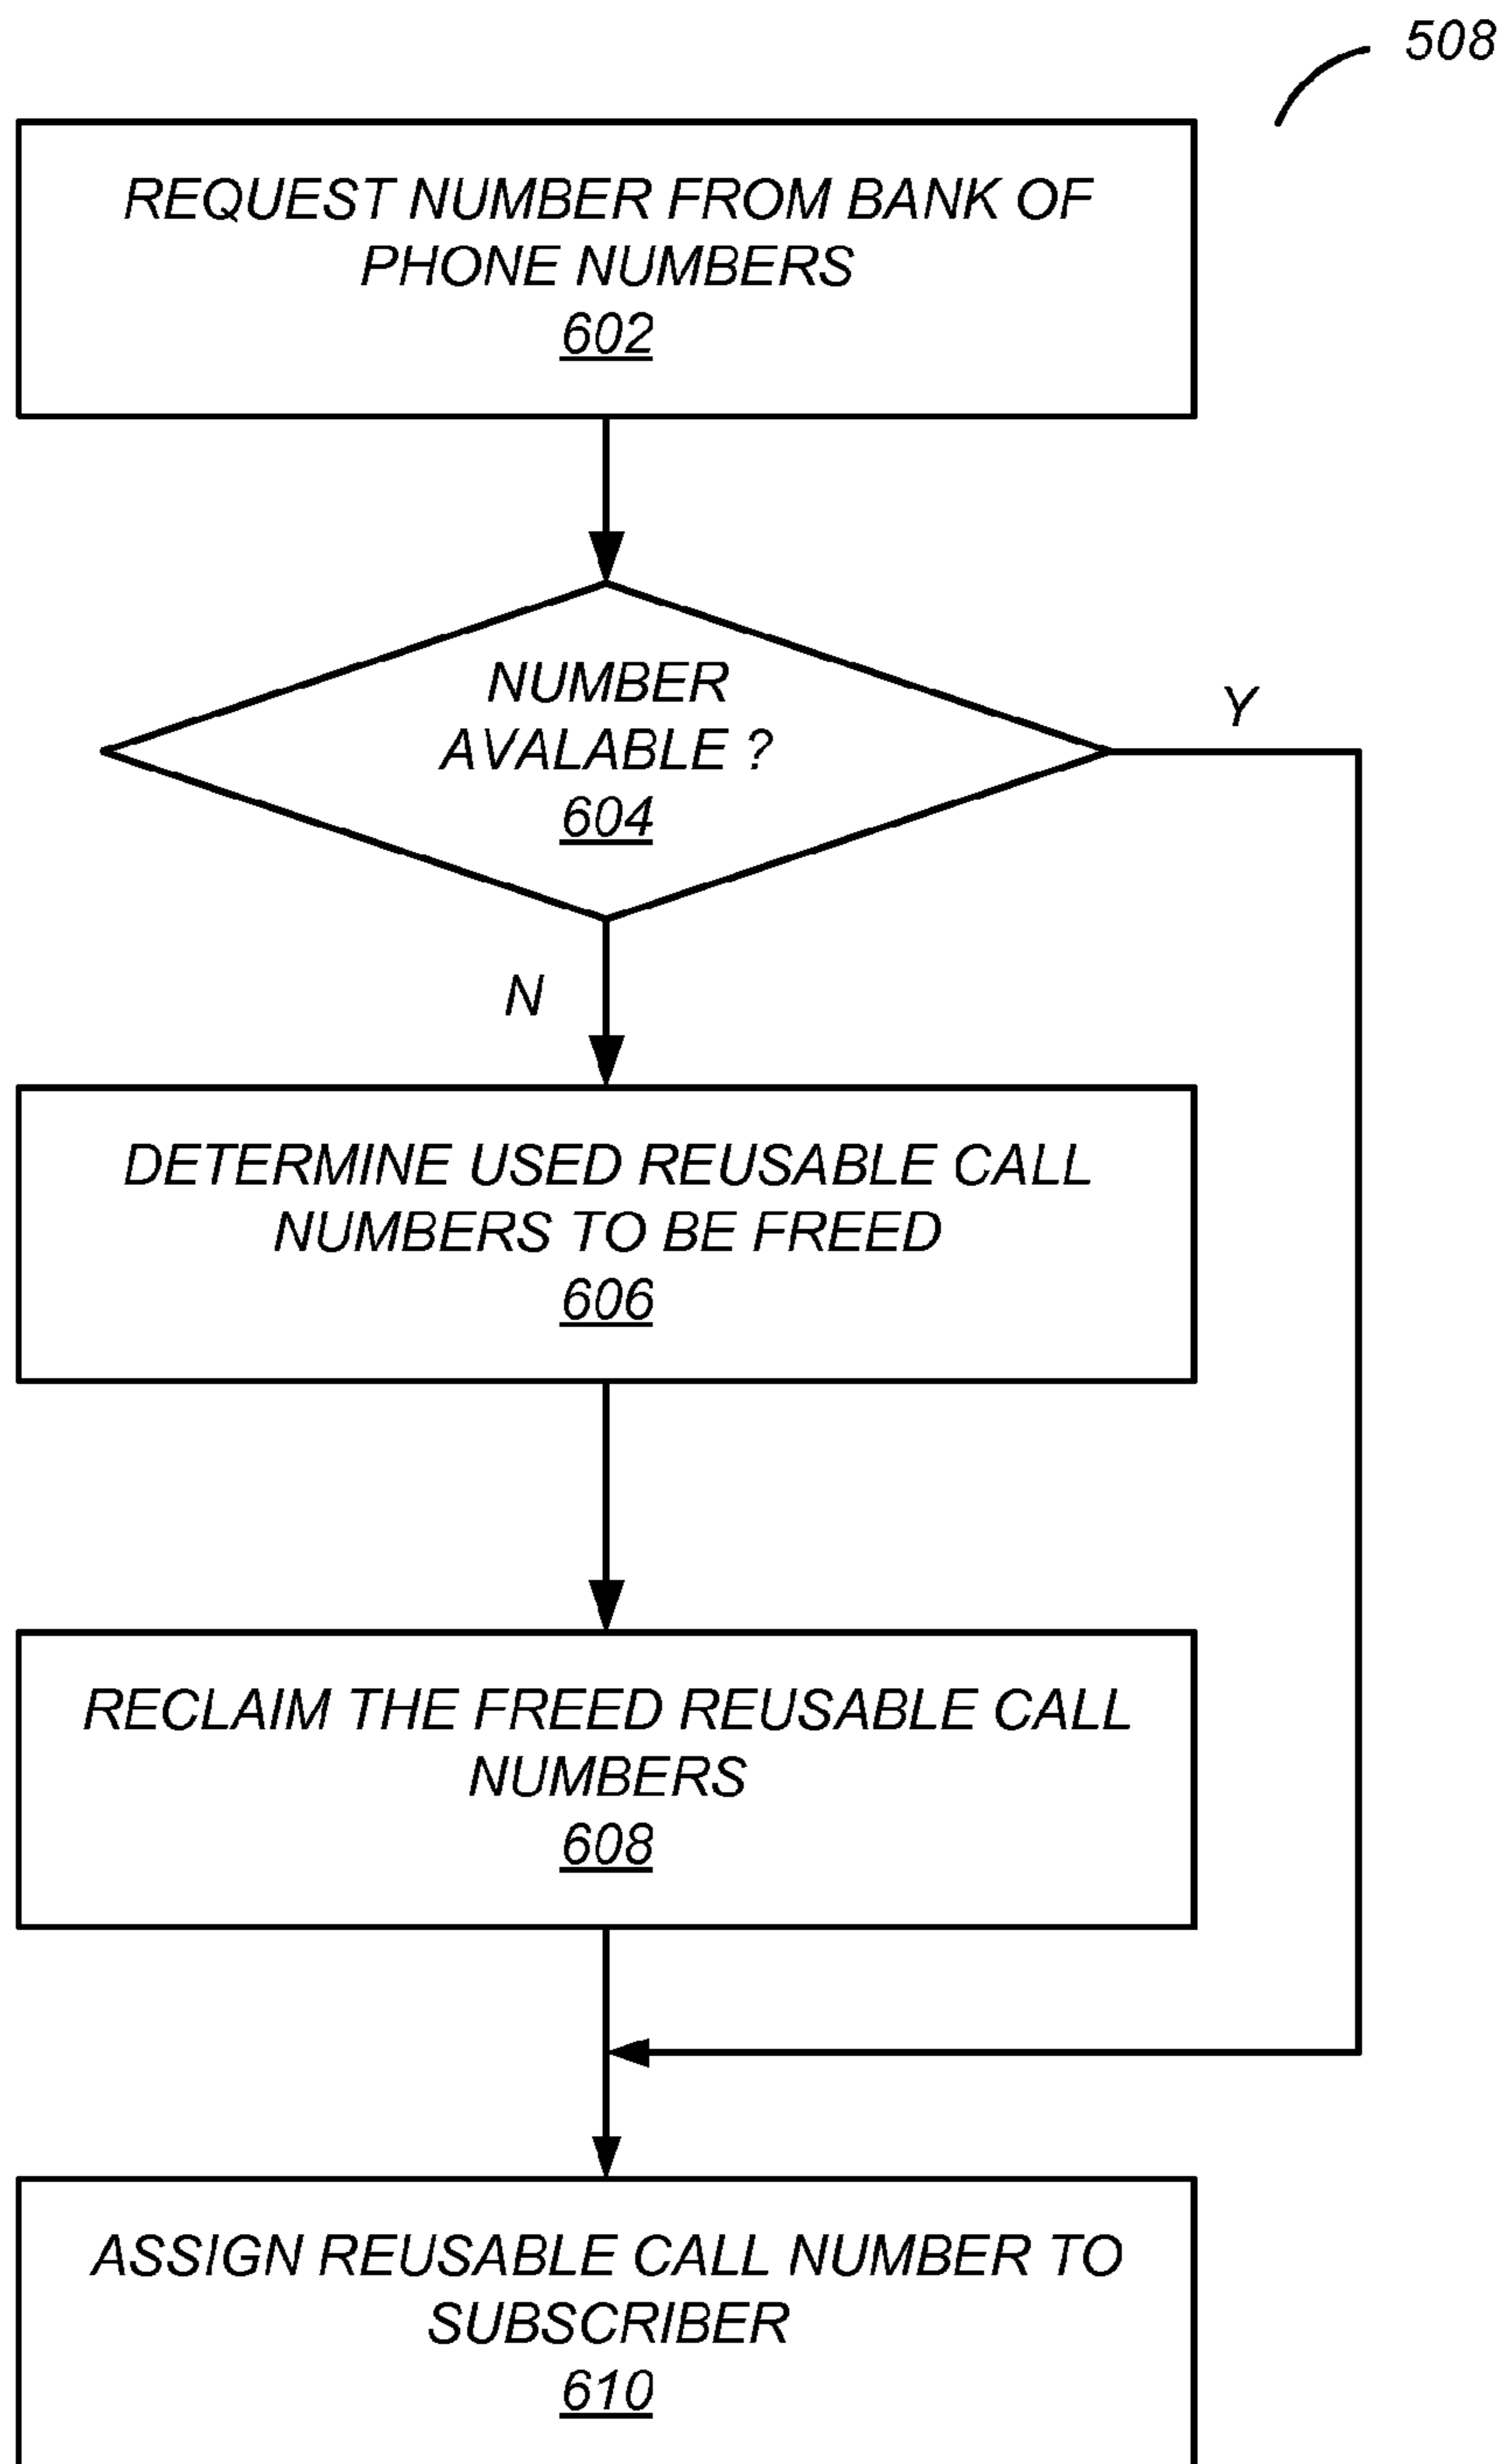 508
REQUEST NUMBER FROM BANK OF
PHONE NUMBERS
602
NUMBER
AVALABLE ?
604
Y
N
DETERMINE USED REUSABLE CALL
NUMBERS TO BE FREED
606
RECLAIM THE FREED REUSABLE CALL
NUMBERS
608
ASSIGN REUSABLE CALL NUMBER TO
SUBSCRIBER
610